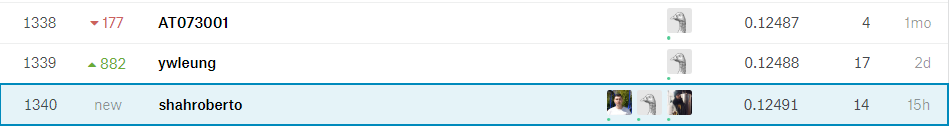 1338 177 AT073001 0.12487 4 1mo
1339 882 ywleung 0.12488 17 2d
1340 new shahroberto 0.12491 14 15h